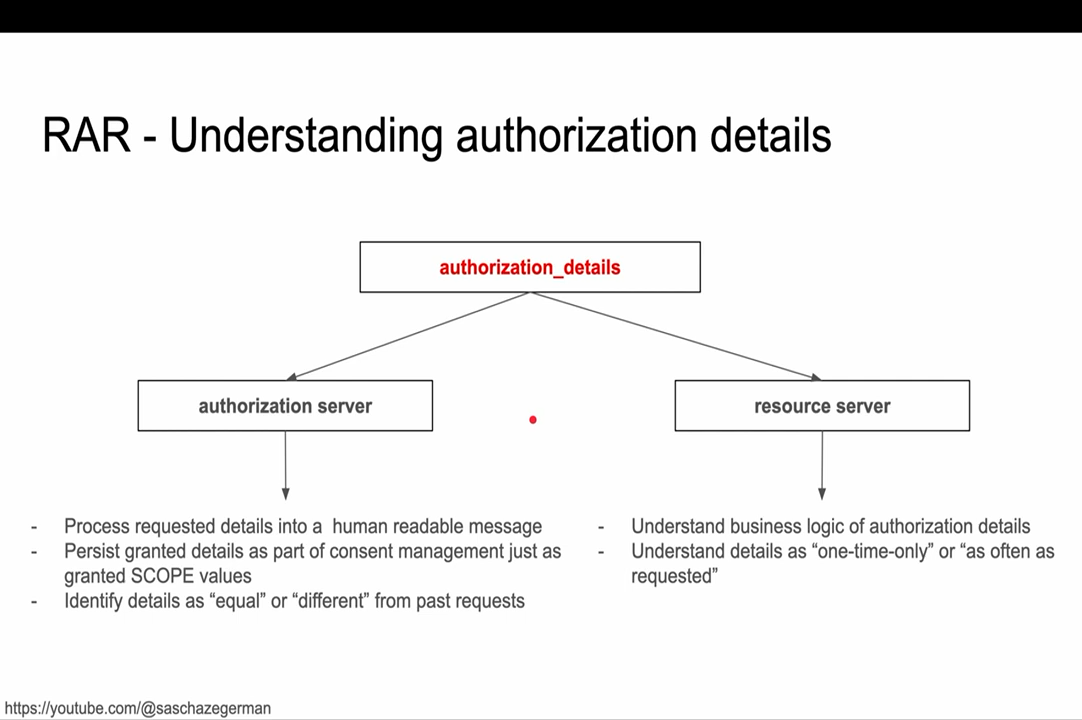 RAR - Understanding authorization details
authorization_details
authorization server
resource server
- Process requested details into a human readable message
- Persist granted details as part of consent management just as
granted SCOPE values
- Identify details as “equal” or “different” from past requests
- Understand business logic of authorization details
- Understand details as “one-time-only” or “as often as
requested”
https://youtube.com/@saschazegerman